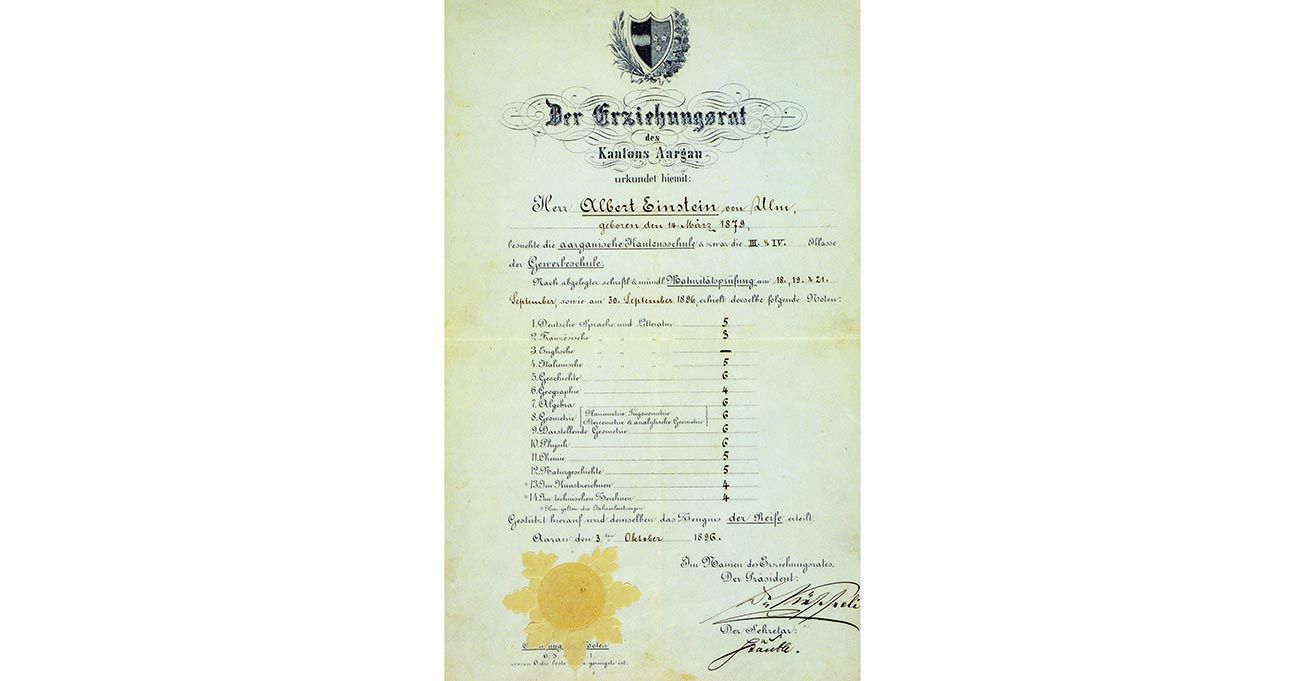 Der Erziehungsrat
des
Kantons Aargau
urkundet hiemit:
Herr Albert Einstein von Ulm,
geboren den 14. März 1879,
besuchte die aargauische Kantonsschule & zwar die III. & IV. Klasse
der Gewerbeschule.
Nach abgelegter schriftl. & mündl. Maturitätsprüfung am 18., 19. & 21.
September, sowie am 30. September 1896, erhielt derselbe folgende Noten:
1. Deutsche Sprache und Litteratur 5
2. Französische " " " 3
3. Englische " " " —
4. Italienische " " " 5
5. Geschichte 6
6. Geographie 4
7. Algebra 6
8. Geometrie [Planimetrie, Trigonometrie 6
Stereometrie & analytische Geometrie]
9. Darstellende Geometrie 6
10. Physik 6
11. Chemie 5
12. Naturgeschichte 5
* 13. Im Kunstzeichnen 4
* 14. Im technischen Zeichnen 4
* Hier gelten die Jahresleistungen
Gestützt hierauf wird demselben das Zeugnis der Reife erteilt.
Aarau den 3ten Oktober 1896.
Im Namen des Erziehungsrates,
Der Präsident:
Der Sekretär: